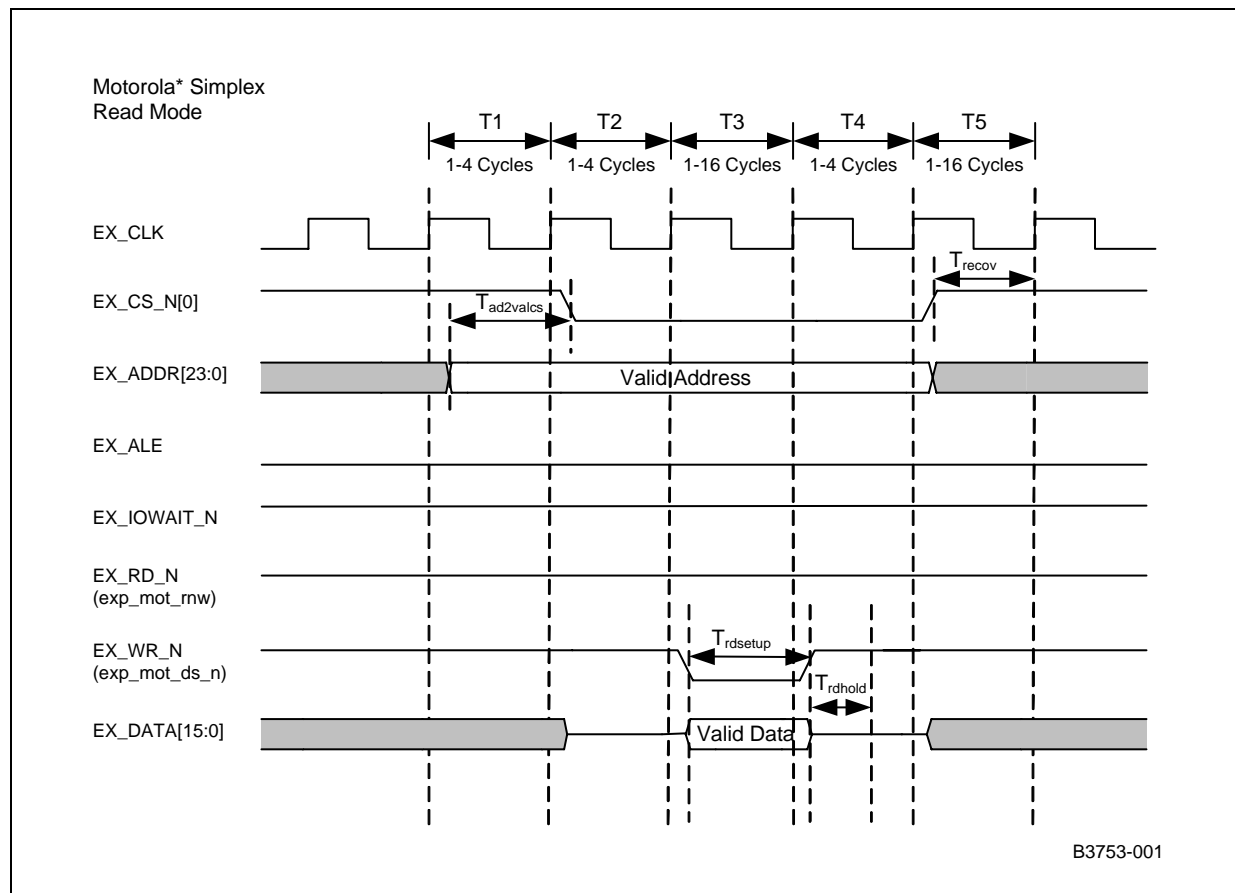 Motorola* Simplex
Read Mode
T1 T2 T3 T4 T5
1-4 Cycles 1-4 Cycles 1-16 Cycles 1-4 Cycles 1-16 Cycles
EX_CLK
Trecov
EX_CS_N[0]
Tad2valcs
EX_ADDR[23:0]
Valid Address
EX_ALE
EX_IOWAIT_N
EX_RD_N
(exp_mot_rnw)
EX_WR_N
(exp_mot_ds_n)
Trdsetup
Trdhold
EX_DATA[15:0]
Valid Data
B3753-001